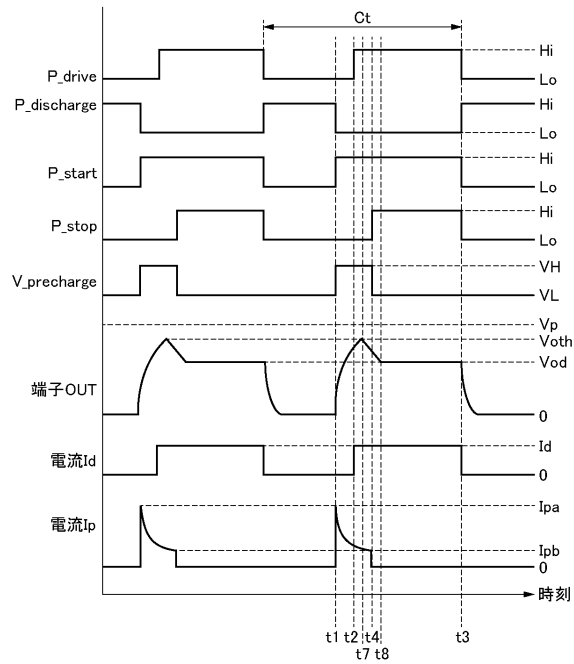 Ct
P_drive
Hi
Lo
P_discharge
Hi
Lo
P_start
Hi
Lo
P_stop
Hi
Lo
V_precharge
VH
VL
Vp
Voth
Vod
端子OUT
0
電流Id
Id
0
電流Ip
Ipa
Ipb
0
時刻
t1 t2 t4 t3
t7 t8